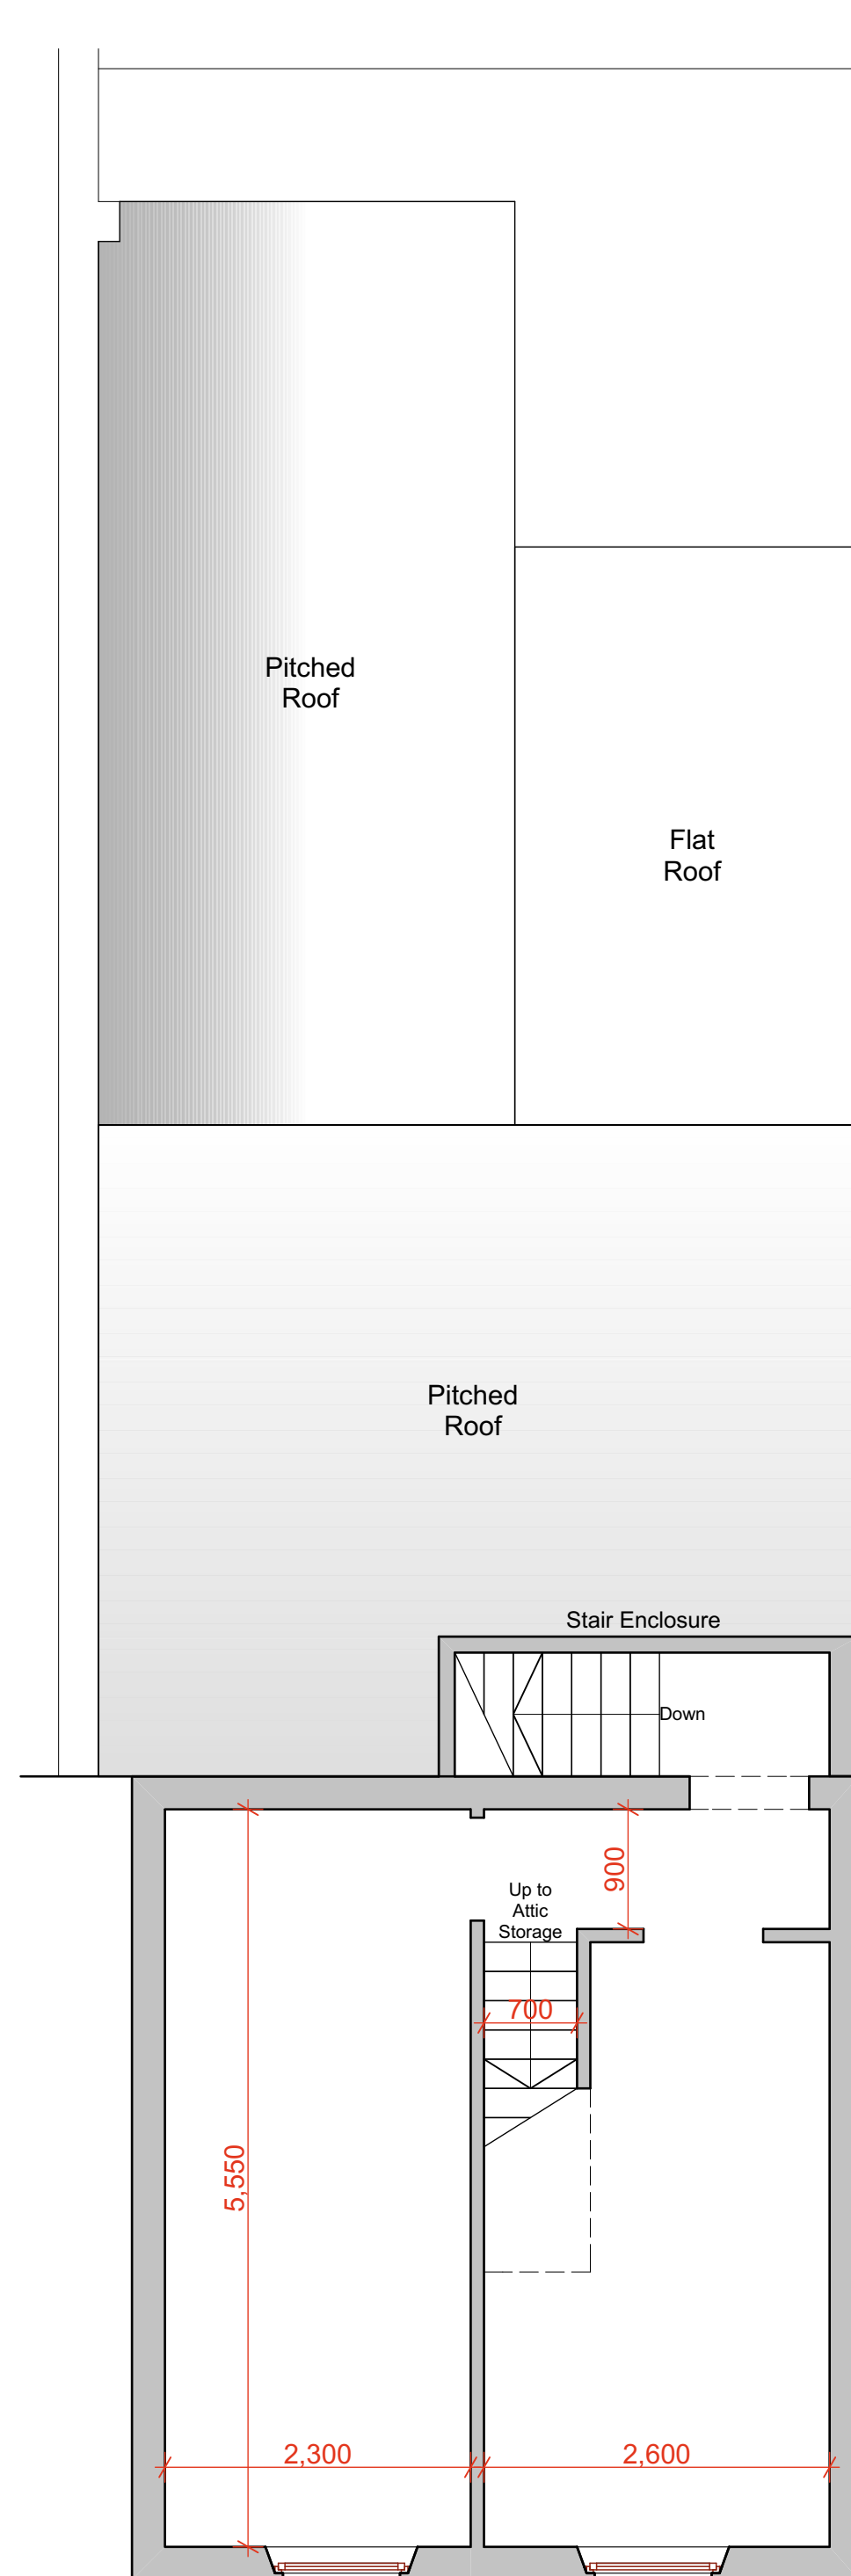 Pitched
Roof
Flat
Roof
Pitched
Roof
Stair Enclosure
Down
900
Up to
Attic
Storage
700
5,550
2,300
2,600